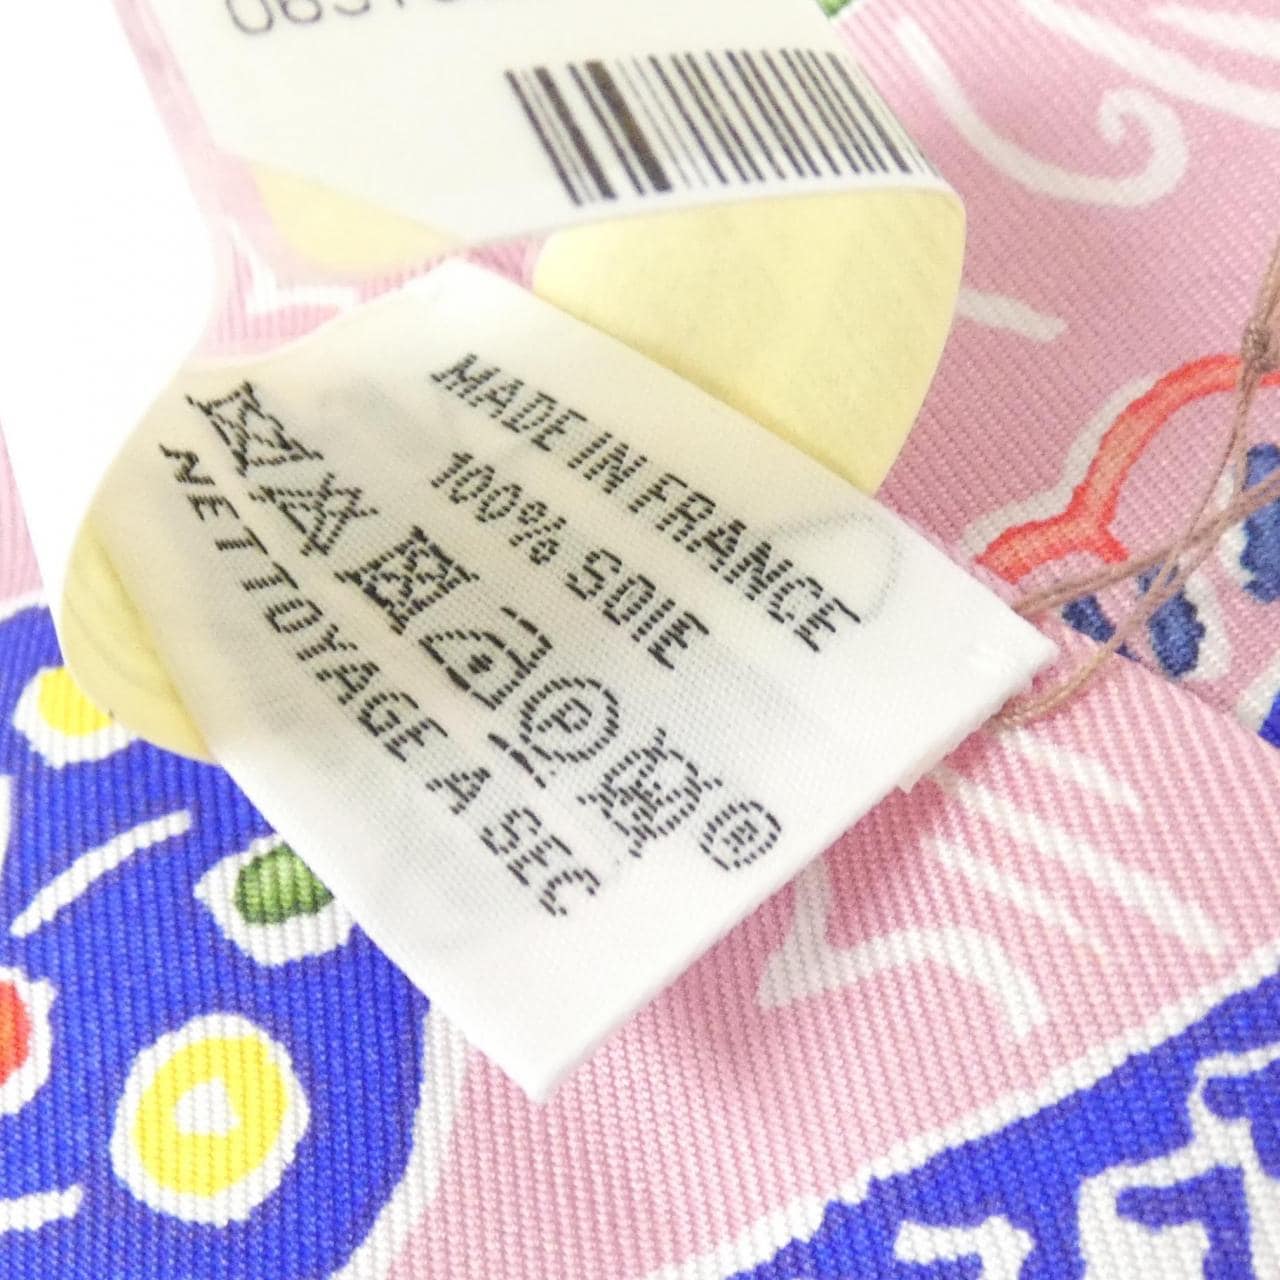 MADE IN FRANCE
100% SOIE
P
NETTOYAGE A SEC